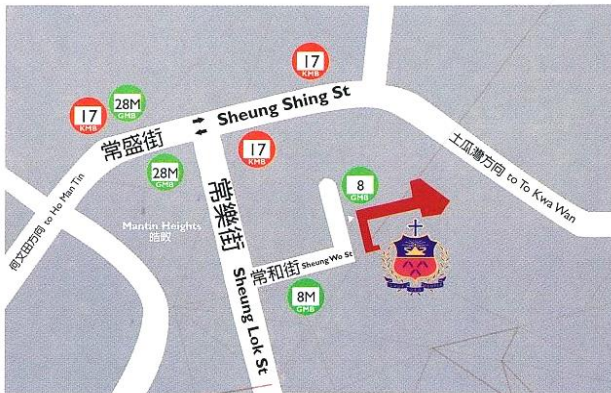 17
KMB
17
KMB
28M
GMB
Sheung Shing St
常盛街
17
KMB
28M
GMB
土瓜灣方向 to To Kwa Wan
8
GMB
何文田方向 to Ho Man Tin
Mantin Heights
皓畋
常樂街
Sheung Lok St
常和街 Sheung Wo St
8M
GMB